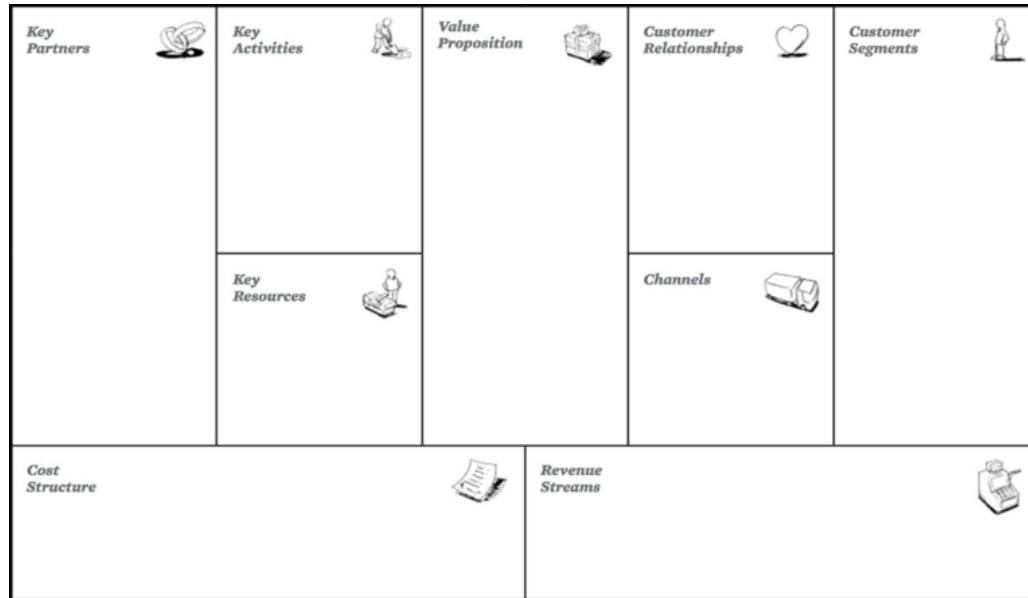 Key
Partners
Key
Activities
Value
Proposition
Customer
Relationships
Customer
Segments
Key
Resources
Channels
Cost
Structure
Revenue
Streams